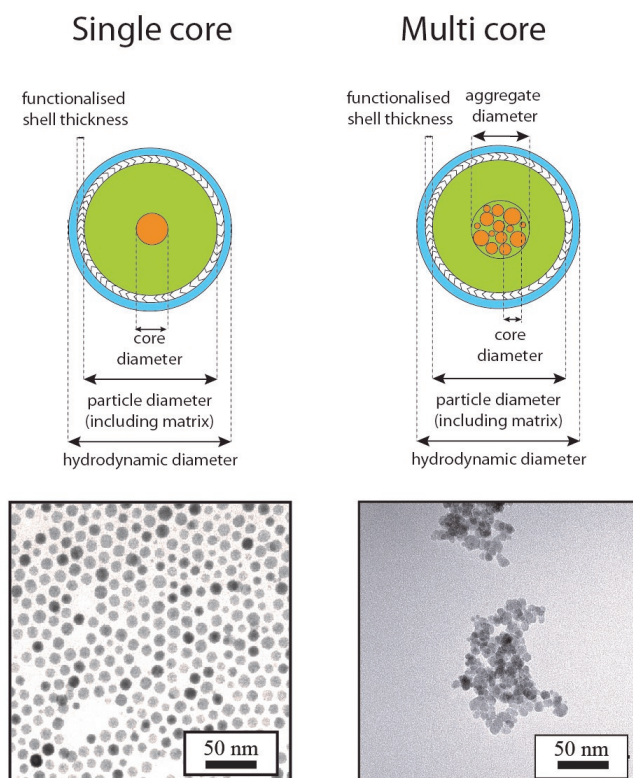 Single core
functionalised
shell thickness
core
diameter
particle diameter
(including matrix)
hydrodynamic diameter
50 nm
Multi core
functionalised
shell thickness
aggregate
diameter
core
diameter
particle diameter
(including matrix)
hydrodynamic diameter
50 nm